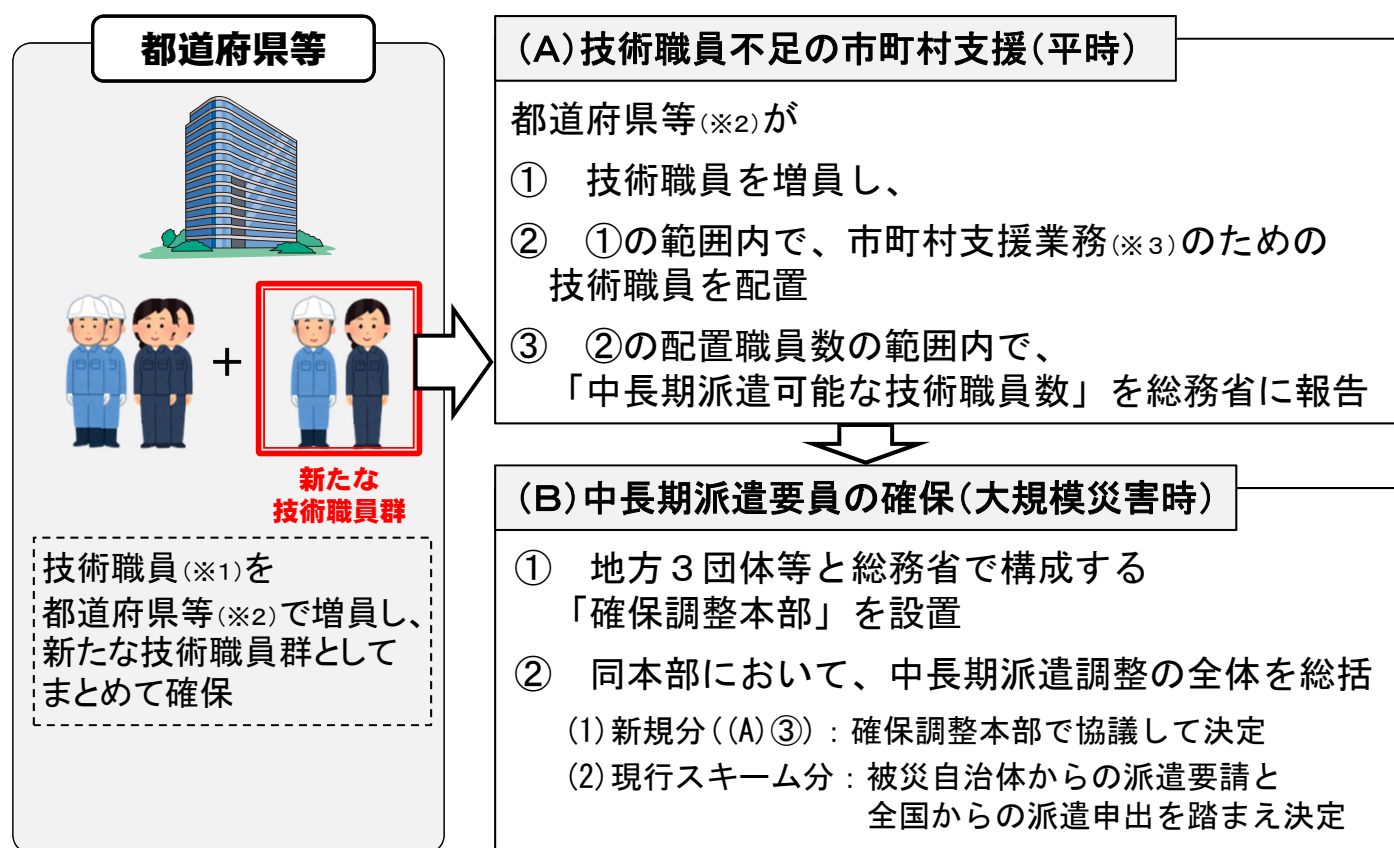 都道府県等
+
新たな
技術職員群
技術職員(※1)を
都道府県等(※2)で増員し、
新たな技術職員群として
まとめて確保
(A)技術職員不足の市町村支援(平時)
都道府県等(※2)が
① 技術職員を増員し、
② ①の範囲内で、市町村支援業務(※3)のための
技術職員を配置
③ ②の配置職員数の範囲内で、
「中長期派遣可能な技術職員数」を総務省に報告
(B)中長期派遣要員の確保(大規模災害時)
① 地方3団体等と総務省で構成する
「確保調整本部」を設置
② 同本部において、中長期派遣調整の全体を総括
(1)新規分((A)③):確保調整本部で協議して決定
(2)現行スキーム分:被災自治体からの派遣要請と
全国からの派遣申出を踏まえ決定